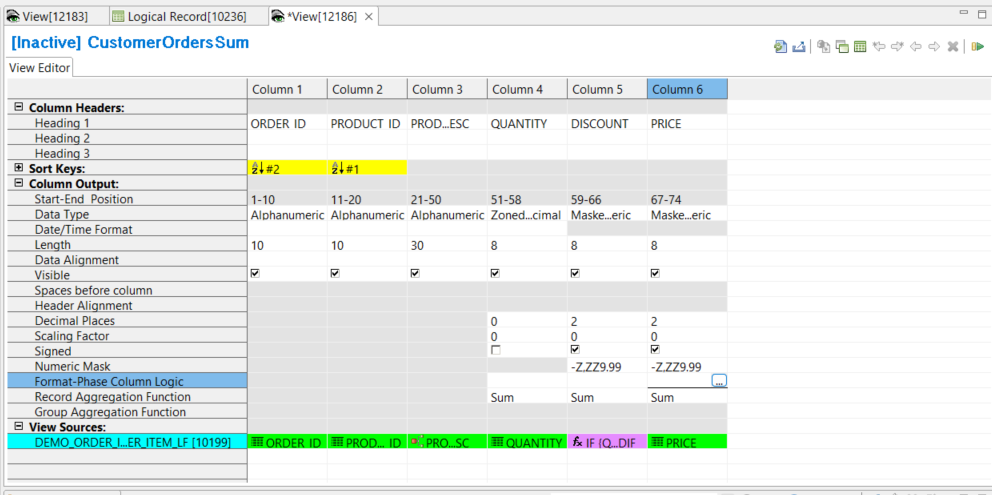 View[12183] Logical Record[10236] *View[12186]
[Inactive] CustomerOrdersSum
View Editor
Column 1 Column 2 Column 3 Column 4 Column 5 Column 6
Column Headers:
Heading 1 ORDER ID PRODUCT ID PROD...ESC QUANTITY DISCOUNT PRICE
Heading 2
Heading 3
Sort Keys: #2 #1
Column Output:
Start-End Position 1-10 11-20 21-50 51-58 59-66 67-74
Data Type Alphanumeric Alphanumeric Alphanumeric Zoned...cimal Maske...eric Maske...eric
Date/Time Format
Length 10 10 30 8 8 8
Data Alignment
Visible
Spaces before column
Header Alignment
Decimal Places 0 2 2
Scaling Factor 0 0 0
Signed
Numeric Mask -Z,ZZ9.99 -Z,ZZ9.99
Format-Phase Column Logic ...
Record Aggregation Function Sum Sum Sum
Group Aggregation Function
View Sources:
DEMO_ORDER_I...ER_ITEM_LF [10199] ORDER ID PROD... ID PRO...SC QUANTITY fx IF (Q...DIF PRICE